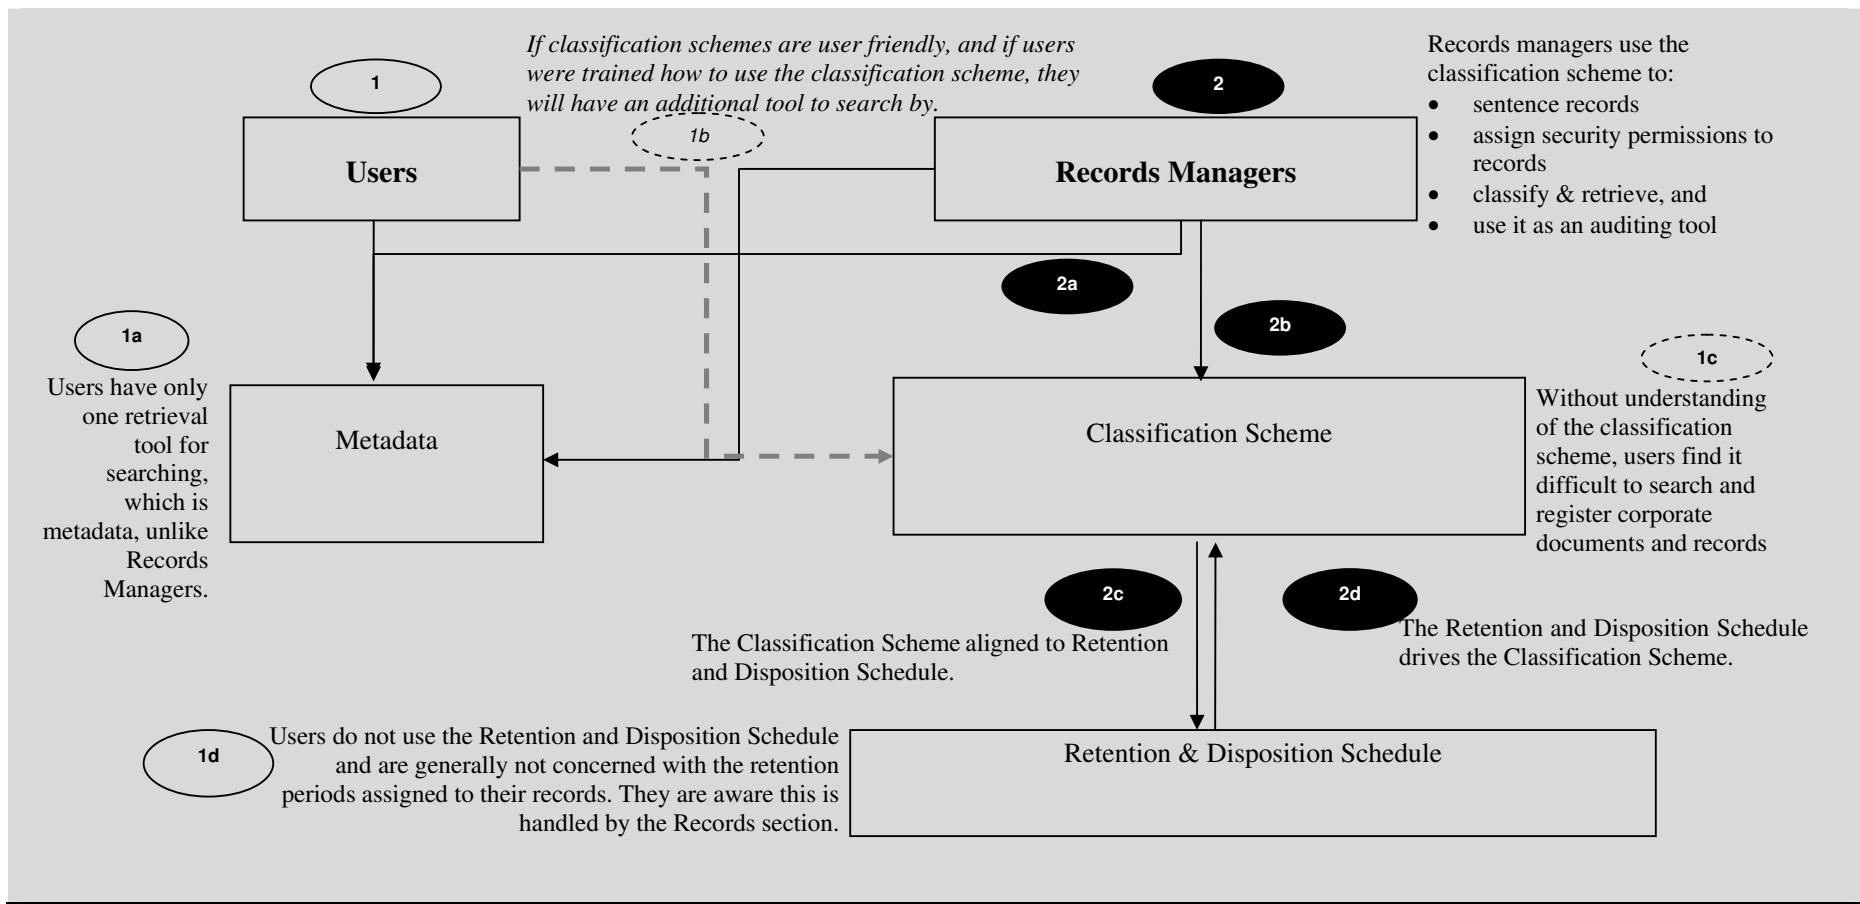 If classification schemes are user friendly, and if users
were trained how to use the classification scheme, they
will have an additional tool to search by.
1
1b
Users
2
Records Managers
Records managers use the
classification scheme to:
• sentence records
• assign security permissions to
records
• classify & retrieve, and
• use it as an auditing tool
2a
2b
1a
Users have only
one retrieval
tool for
searching,
which is
metadata, unlike
Records
Managers.
Metadata
Classification Scheme
1c
Without understanding
of the classification
scheme, users find it
difficult to search and
register corporate
documents and records
2c
The Classification Scheme aligned to Retention
and Disposition Schedule.
2d
The Retention and Disposition Schedule
drives the Classification Scheme.
1d
Users do not use the Retention and Disposition Schedule
and are generally not concerned with the retention
periods assigned to their records. They are aware this is
handled by the Records section.
Retention & Disposition Schedule